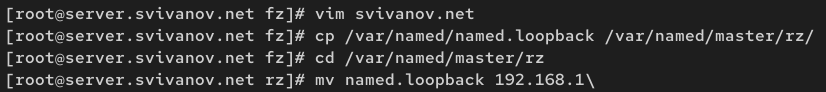 [root@server.svivanov.net fz]# vim svivanov.net
[root@server.svivanov.net fz]# cp /var/named/named.loopback /var/named/master/rz/
[root@server.svivanov.net fz]# cd /var/named/master/rz
[root@server.svivanov.net rz]# mv named.loopback 192.168.1\